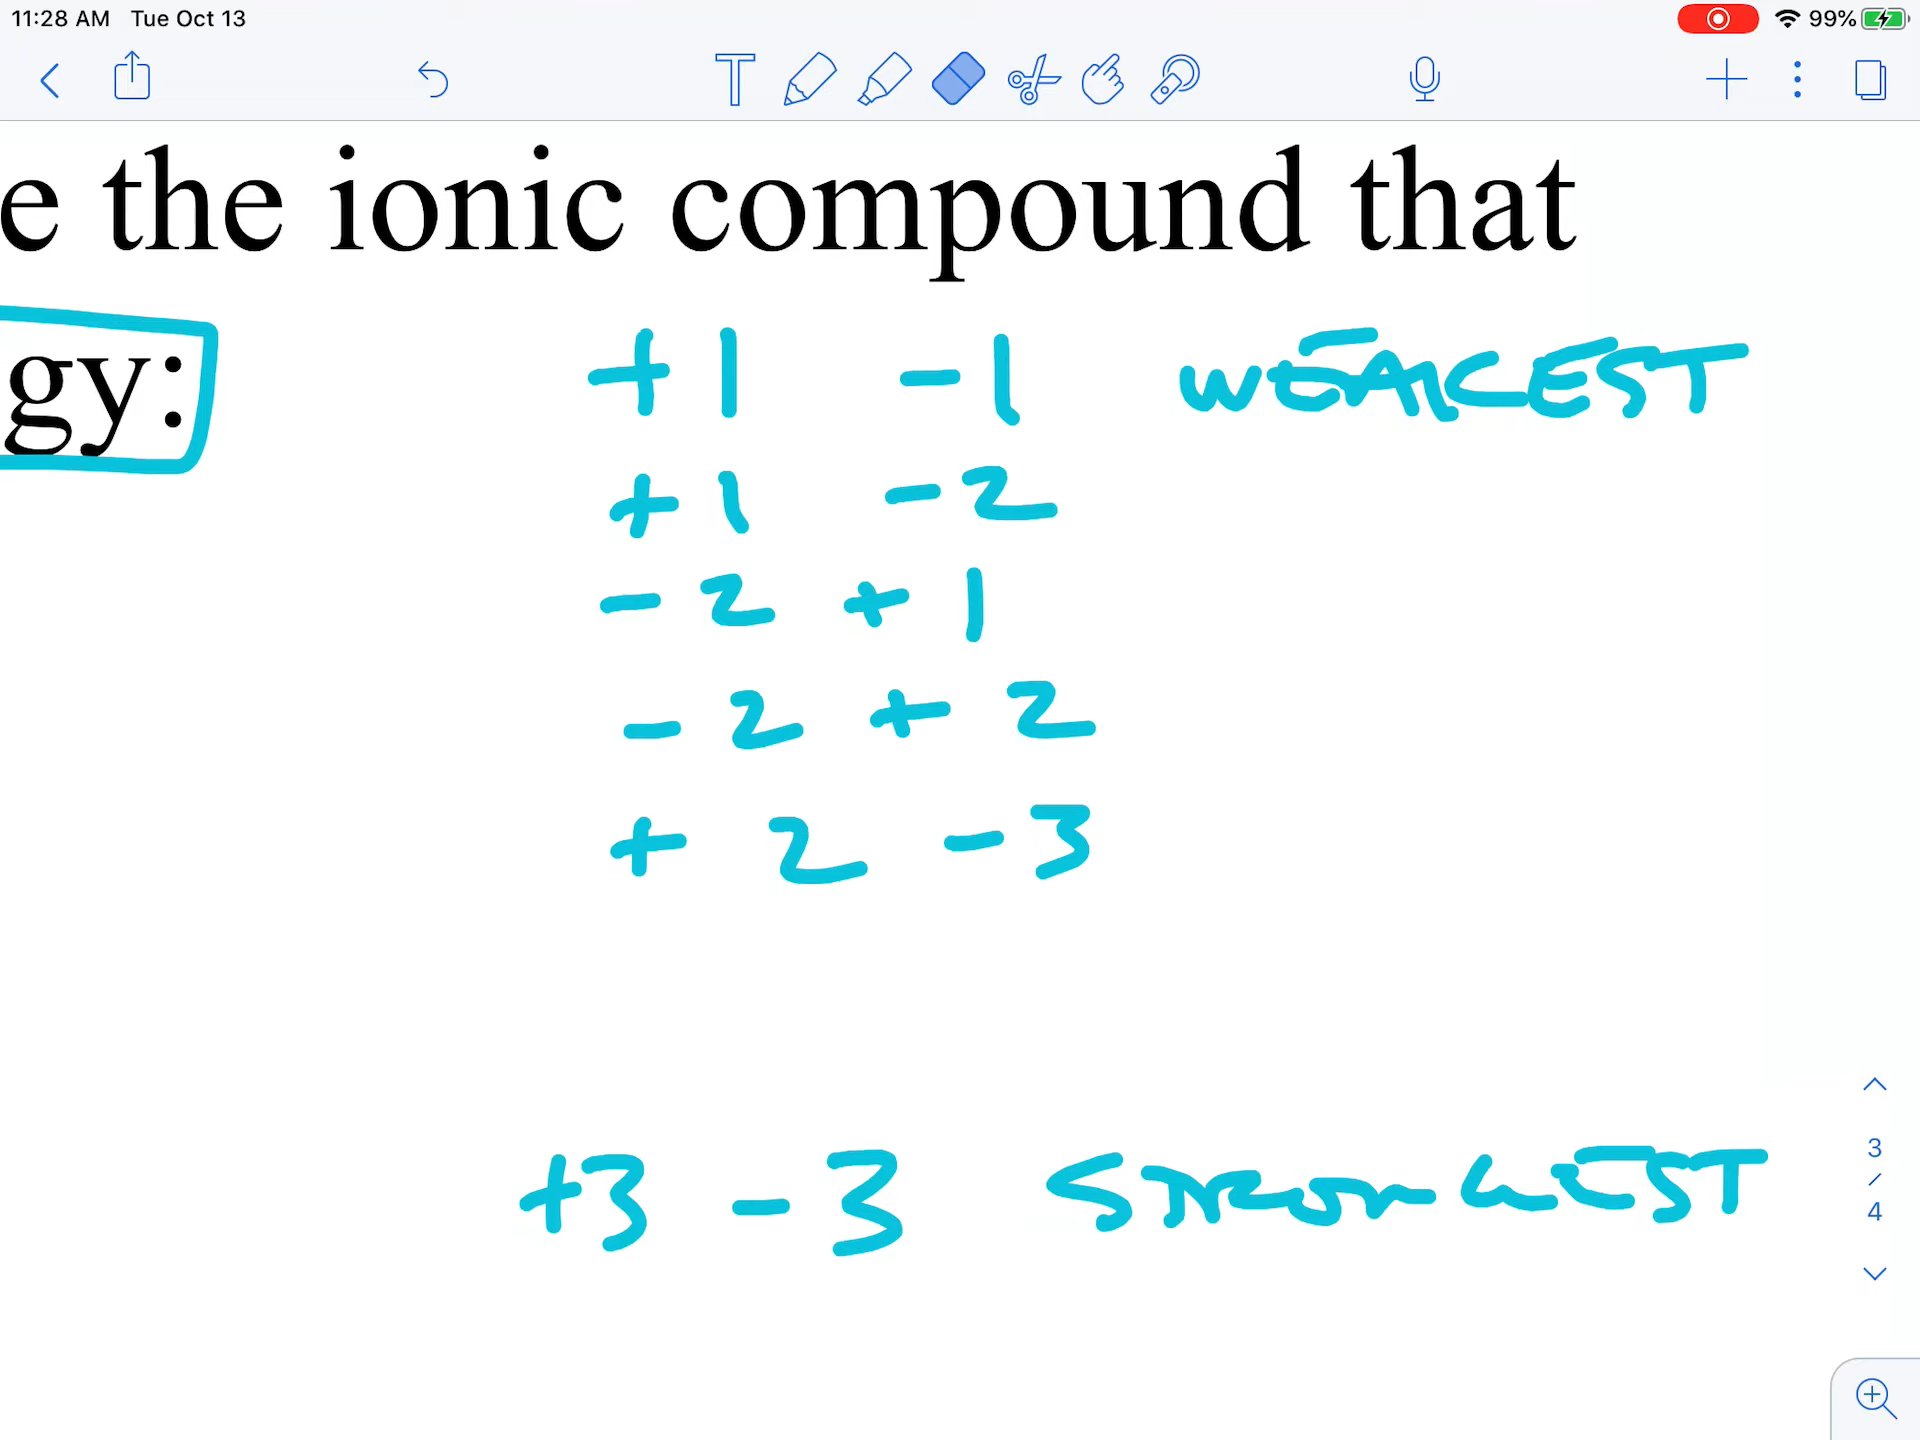 11:28 AM Tue Oct 13 99%
T
e the ionic compound that
gy:
+1 -1 WEAKEST
+1 -2
-2 +1
-2 +2
+2 -3
+3 -3 STRONGEST
3
/
4